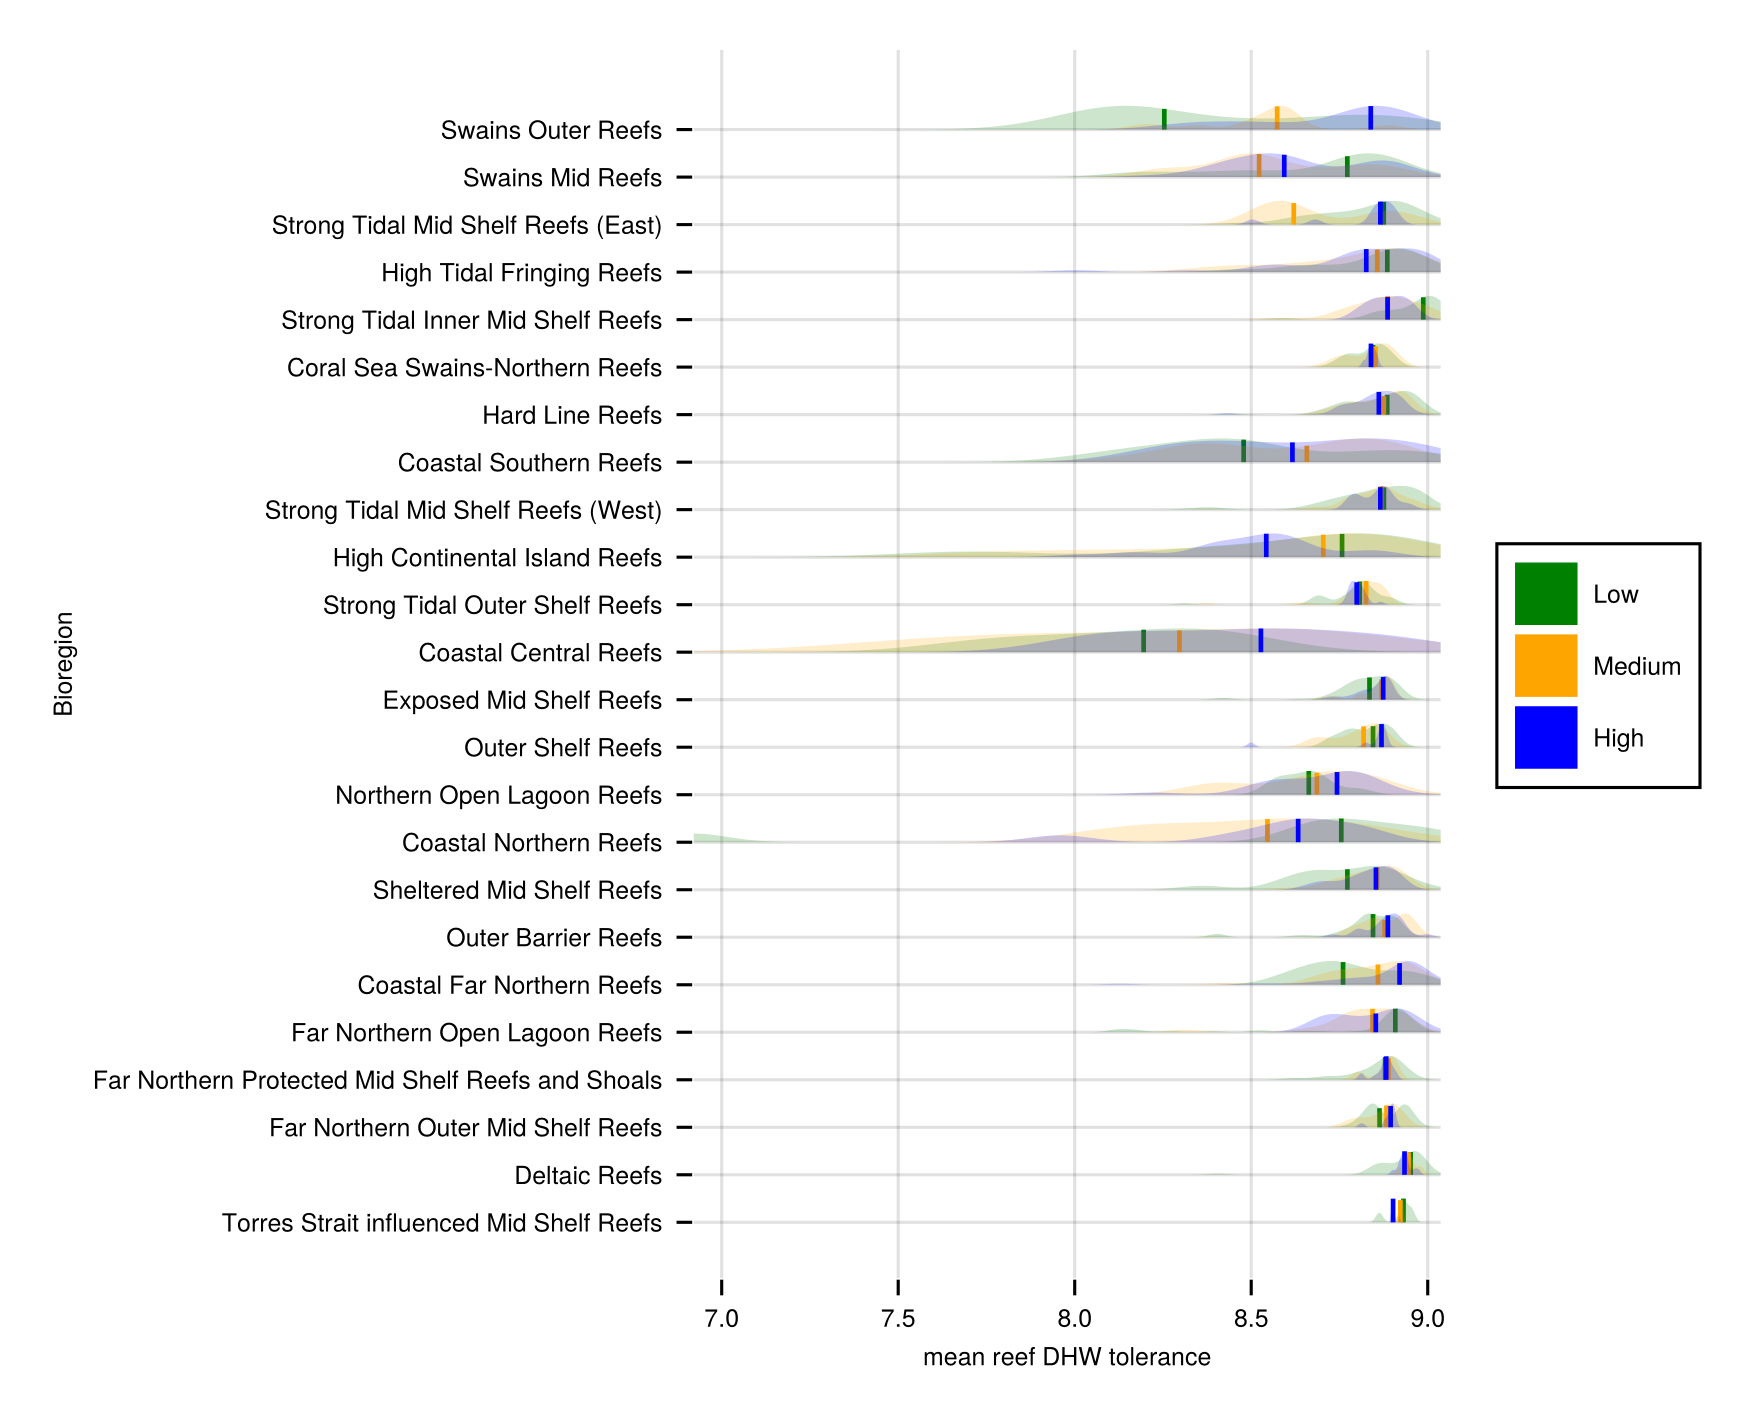 Swains Outer Reefs
Swains Mid Reefs
Strong Tidal Mid Shelf Reefs (East)
High Tidal Fringing Reefs
Strong Tidal Inner Mid Shelf Reefs
Coral Sea Swains-Northern Reefs
Hard Line Reefs
Coastal Southern Reefs
Strong Tidal Mid Shelf Reefs (West)
High Continental Island Reefs
Strong Tidal Outer Shelf Reefs
Coastal Central Reefs
Exposed Mid Shelf Reefs
Outer Shelf Reefs
Northern Open Lagoon Reefs
Coastal Northern Reefs
Sheltered Mid Shelf Reefs
Outer Barrier Reefs
Coastal Far Northern Reefs
Far Northern Open Lagoon Reefs
Far Northern Protected Mid Shelf Reefs and Shoals
Far Northern Outer Mid Shelf Reefs
Deltaic Reefs
Torres Strait influenced Mid Shelf Reefs
Bioregion
7.0 7.5 8.0 8.5 9.0
mean reef DHW tolerance
Low
Medium
High